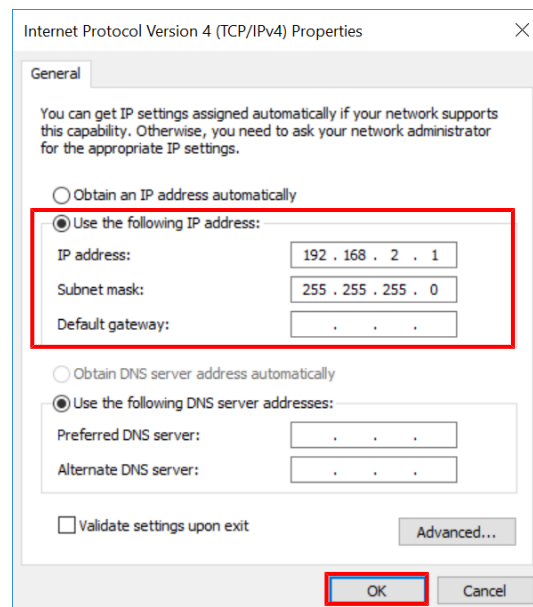 Internet Protocol Version 4 (TCP/IPv4) Properties
General
You can get IP settings assigned automatically if your network supports
this capability. Otherwise, you need to ask your network administrator
for the appropriate IP settings.
Obtain an IP address automatically
Use the following IP address:
IP address: 192 . 168 . 2 . 1
Subnet mask: 255 . 255 . 255 . 0
Default gateway: . . .
Obtain DNS server address automatically
Use the following DNS server addresses:
Preferred DNS server: . . .
Alternate DNS server: . . .
Validate settings upon exit
Advanced...
OK Cancel